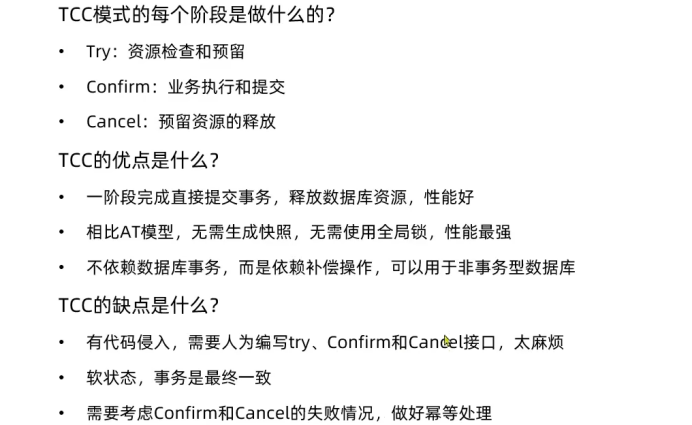 TCC模式的每个阶段是做什么的？
• Try：资源检查和预留
• Confirm：业务执行和提交
• Cancel：预留资源的释放
TCC的优点是什么？
• 一阶段完成直接提交事务，释放数据库资源，性能好
• 相比AT模型，无需生成快照，无需使用全局锁，性能最强
• 不依赖数据库事务，而是依赖补偿操作，可以用于非事务型数据库
TCC的缺点是什么？
• 有代码侵入，需要人为编写try、Confirm和Cancel接口，太麻烦
• 软状态，事务是最终一致
• 需要考虑Confirm和Cancel的失败情况，做好幂等处理